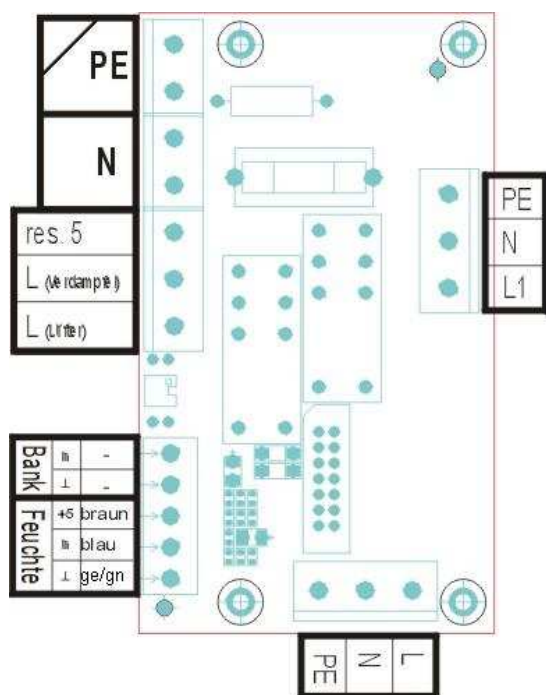 PE
N
res. 5
L (Verdampfer)
L (Lüfter)
Bank
-
⊥ -
Feuchte
+5 braun
blau
⊥ ge/gn
PE
N
L1
PE N L